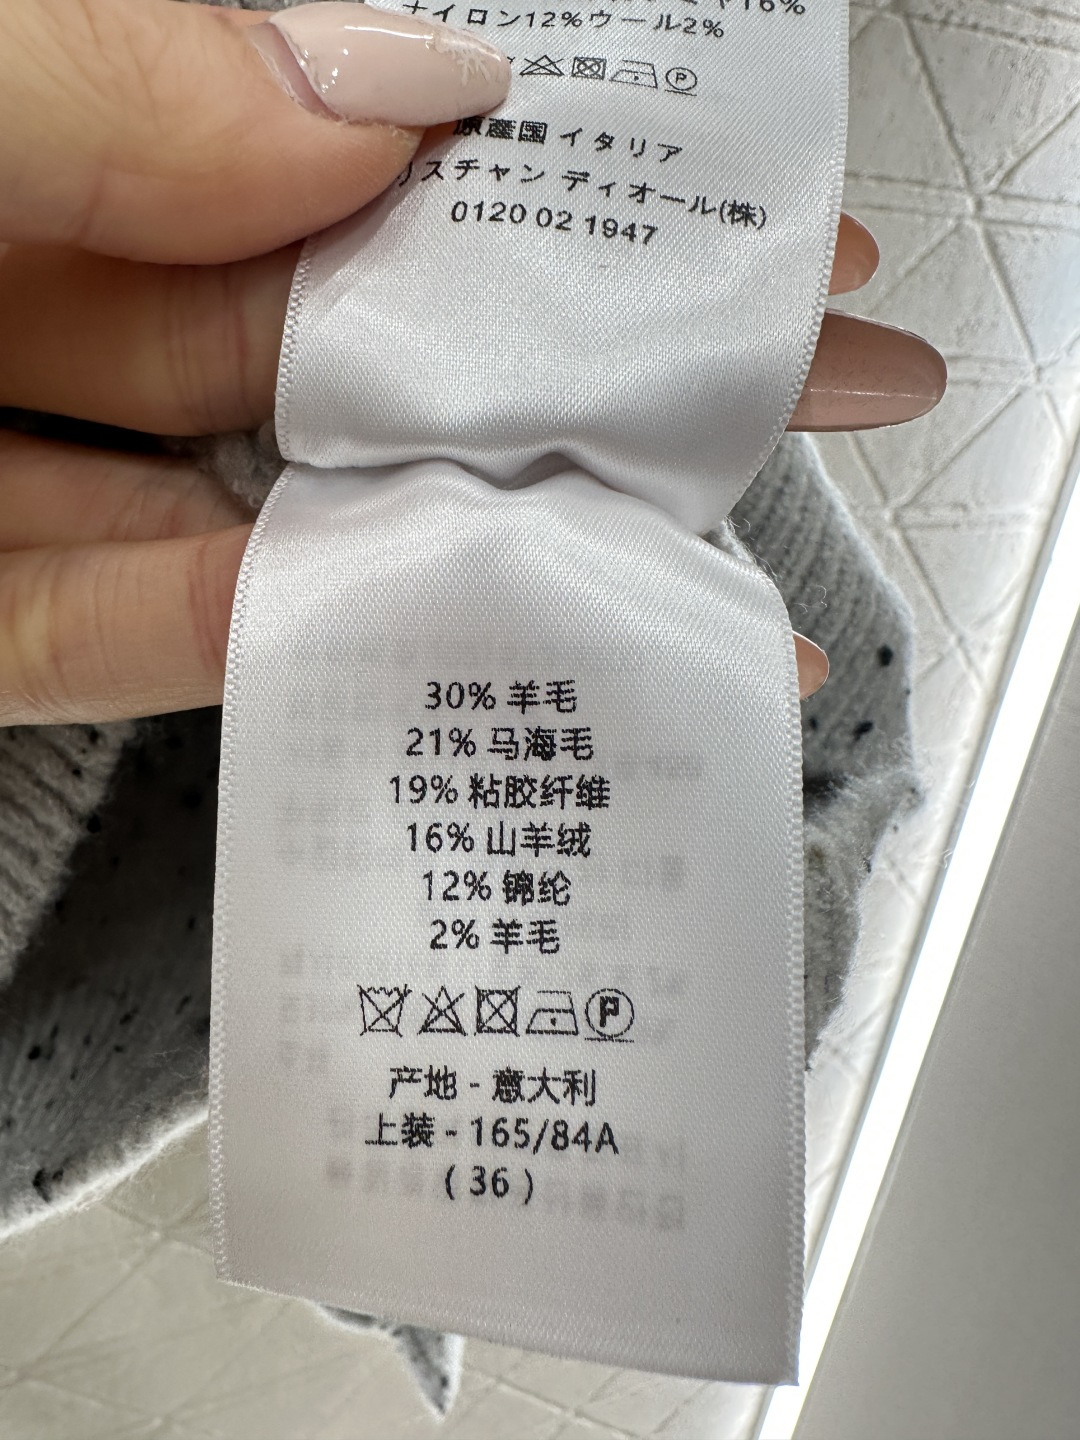 16%
ナイロン12%ウール2%
P
原産国 イタリア
リスチャン ディオール(株)
0120 02 1947
30% 羊毛
21% 马海毛
19% 粘胶纤维
16% 山羊绒
12% 锦纶
2% 羊毛
P
产地 - 意大利
上装 - 165/84A
( 36 )